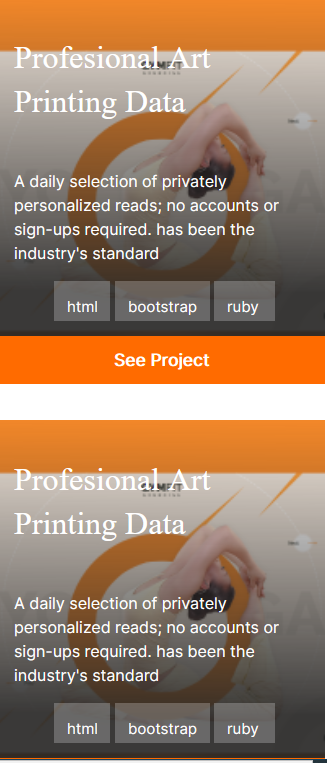 Profesional Art
Printing Data
A daily selection of privately
personalized reads; no accounts or
sign-ups required. has been the
industry's standard
html bootstrap ruby
See Project
Profesional Art
Printing Data
A daily selection of privately
personalized reads; no accounts or
sign-ups required. has been the
industry's standard
html bootstrap ruby